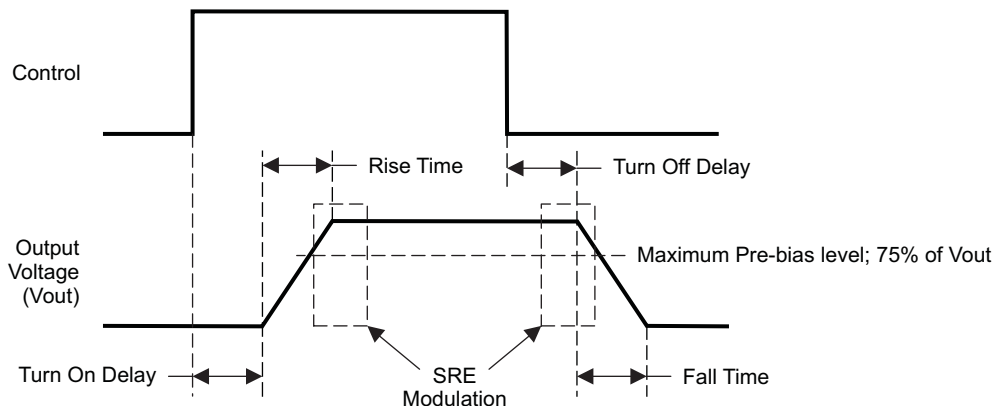 Control
Rise Time
Turn Off Delay
Output
Voltage
(Vout)
Maximum Pre-bias level; 75% of Vout
Turn On Delay
SRE
Modulation
Fall Time